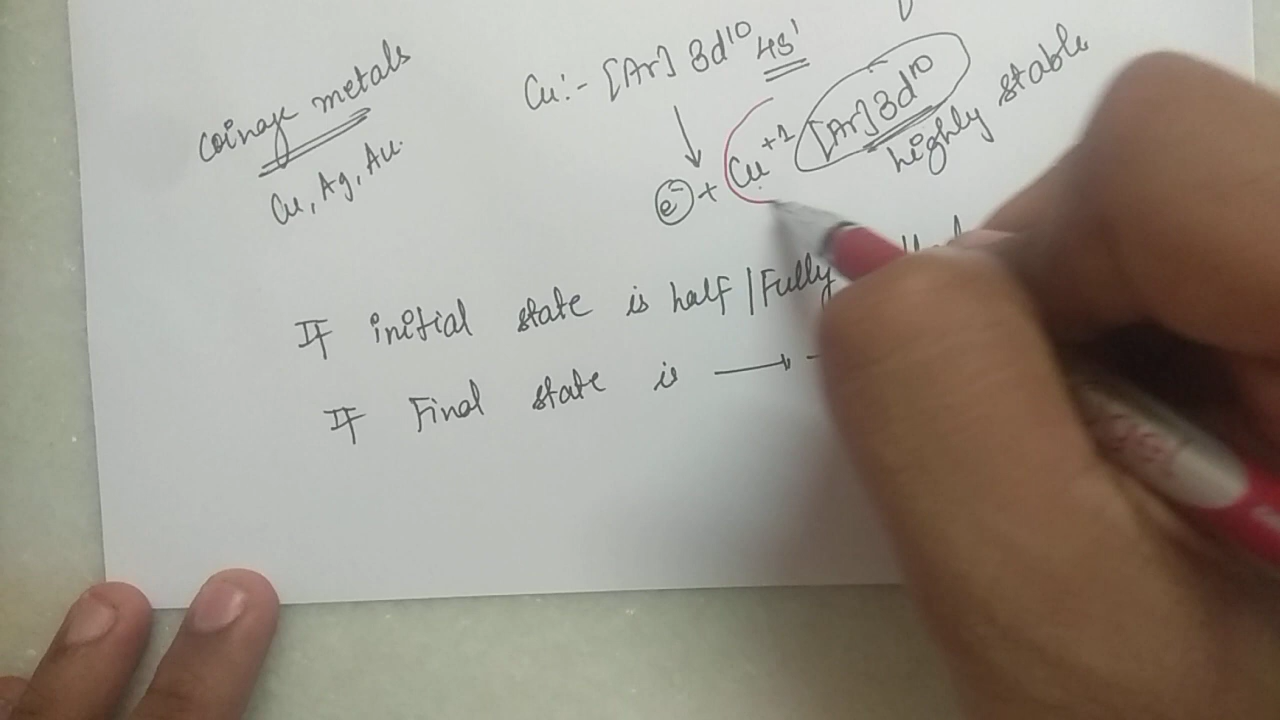 coinage metals
Cu, Ag, Au.
Cu:- [Ar] 3d¹⁰ 4s¹
e⁻ + Cu⁺¹ [Ar] 3d¹⁰
highly stable
If initial state is half | Fully
If Final state is →